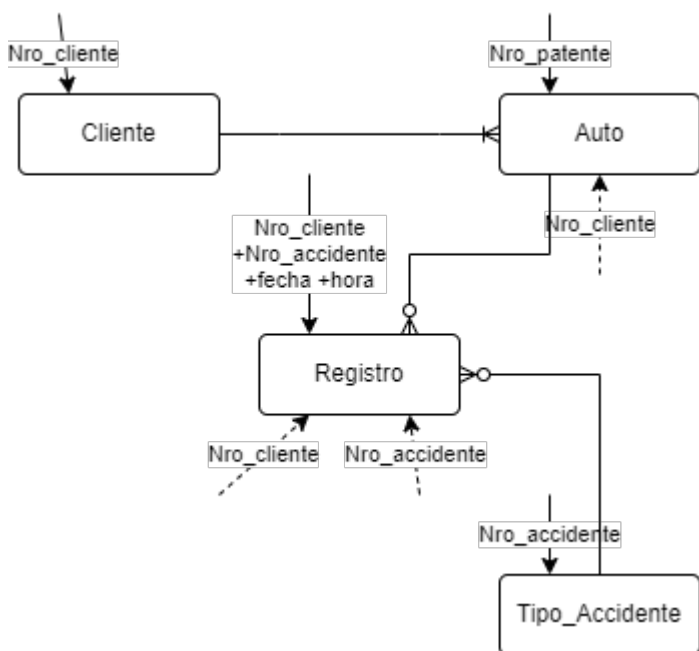 Nro_cliente
Nro_patente
Cliente
Auto
Nro_cliente
+Nro_accidente
+fecha +hora
Nro_cliente
Registro
Nro_cliente
Nro_accidente
Nro_accidente
Tipo_Accidente